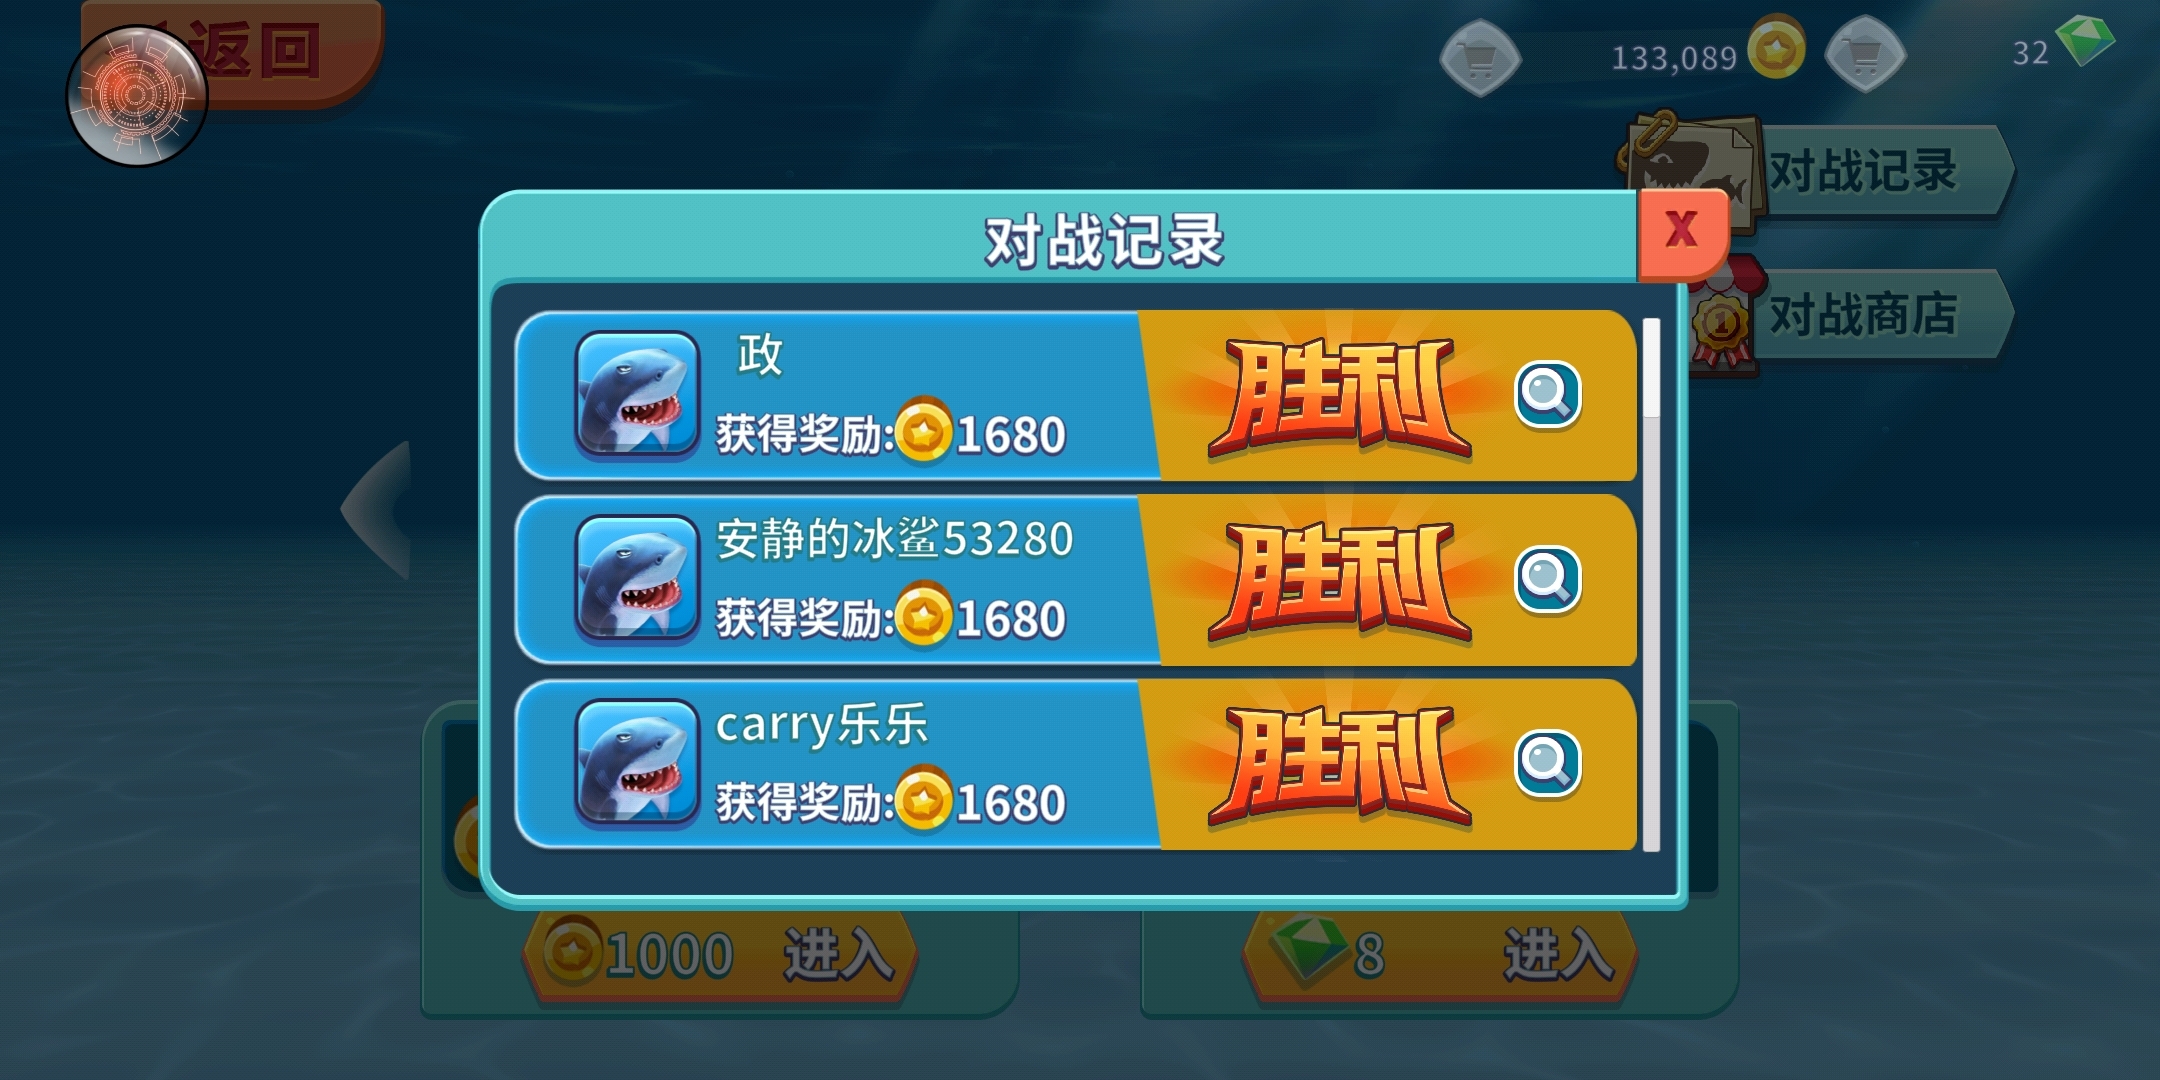 返回
133,089
32
对战记录
对战商店
对战记录
X
政
获得奖励:1680
胜利
安静的冰鲨53280
获得奖励:1680
胜利
carry乐乐
获得奖励:1680
胜利
1
1000 进入
8 进入